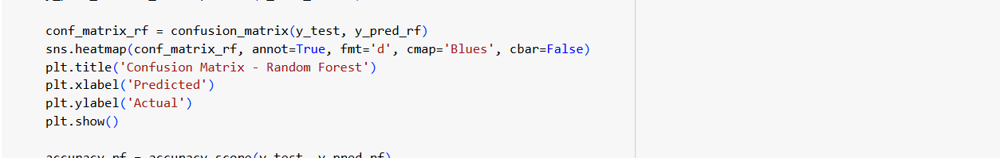 conf_matrix_rf = confusion_matrix(y_test, y_pred_rf)
sns.heatmap(conf_matrix_rf, annot=True, fmt='d', cmap='Blues', cbar=False)
plt.title('Confusion Matrix - Random Forest')
plt.xlabel('Predicted')
plt.ylabel('Actual')
plt.show()
accuracy_rf = accuracy_score(y_test, y_pred_rf)